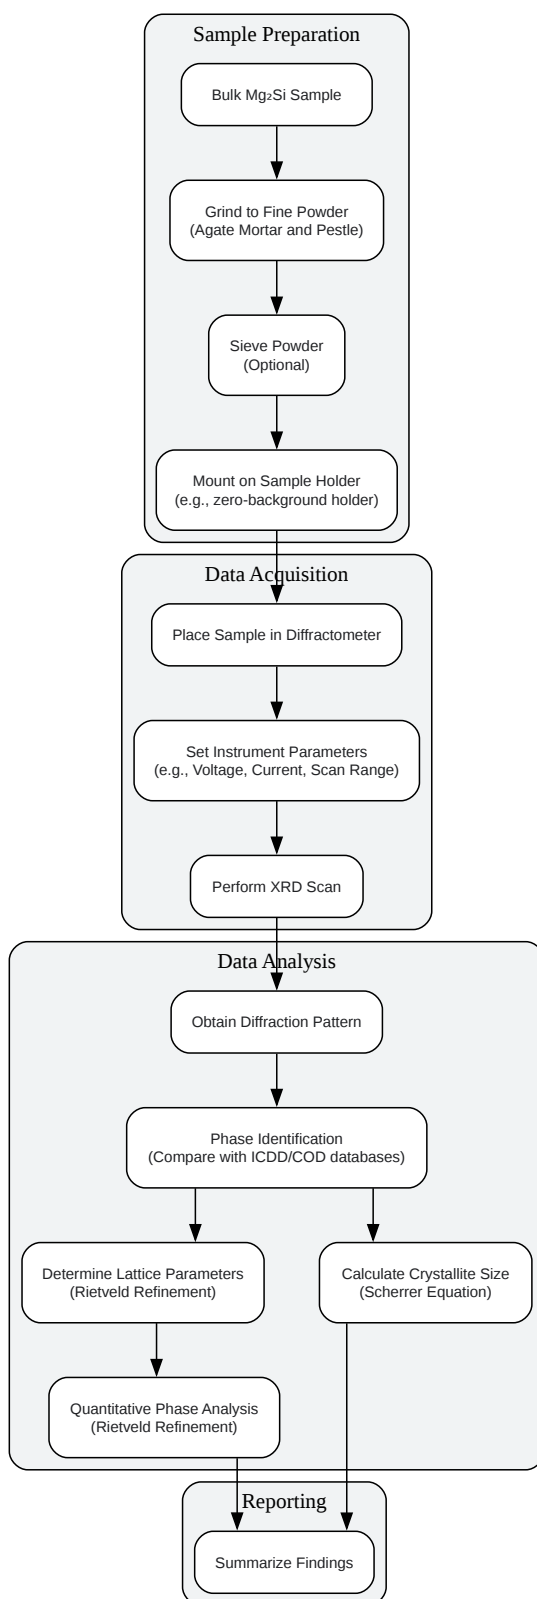 Sample Preparation
Bulk Mg₂Si Sample
Grind to Fine Powder
(Agate Mortar and Pestle)
Sieve Powder
(Optional)
Mount on Sample Holder
(e.g., zero-background holder)
Data Acquisition
Place Sample in Diffractometer
Set Instrument Parameters
(e.g., Voltage, Current, Scan Range)
Perform XRD Scan
Data Analysis
Obtain Diffraction Pattern
Phase Identification
(Compare with ICDD/COD databases)
Determine Lattice Parameters
(Rietveld Refinement)
Calculate Crystallite Size
(Scherrer Equation)
Quantitative Phase Analysis
(Rietveld Refinement)
Reporting
Summarize Findings